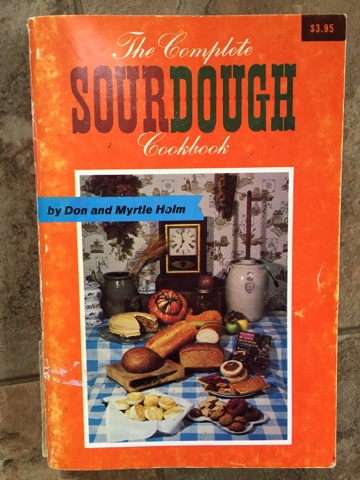 $3.95
The Complete
SOURDOUGH
Cookbook
by Don and Myrtle Holm